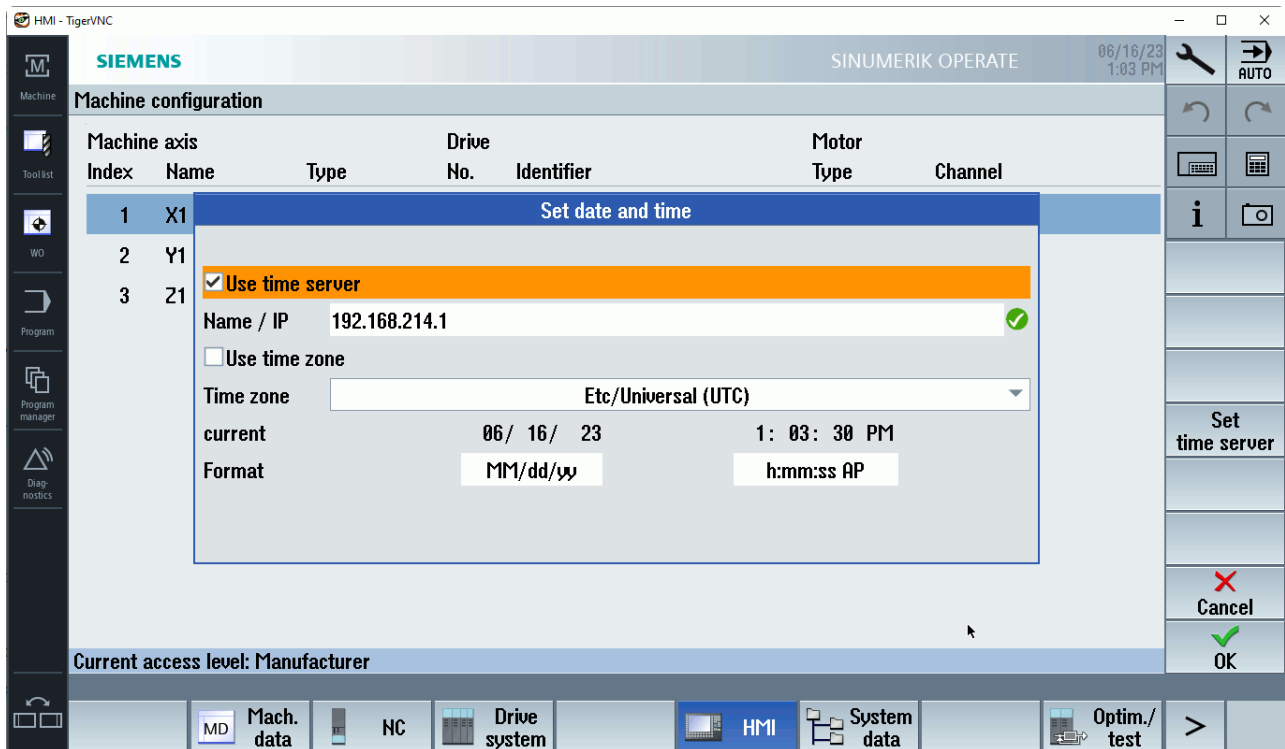 HMI - TigerVNC
SIEMENS
SINUMERIK OPERATE
06/16/23
1:03 PM
AUTO
M
Machine
Machine configuration
Machine axis
Drive
Motor
Index
Name
Type
No.
Identifier
Type
Channel
Tool list
1
X1
2
Y1
3
Z1
WO
Program
Program
manager
Diag-
nostics
Set date and time
Use time server
Name / IP
192.168.214.1
Use time zone
Time zone
Etc/Universal (UTC)
current
06/ 16/ 23
1: 03: 30 PM
Format
MM/dd/yy
h:mm:ss AP
i
Set
time server
Cancel
OK
Current access level: Manufacturer
MD
Mach.
data
NC
Drive
system
HMI
System
data
Optim./
test
>